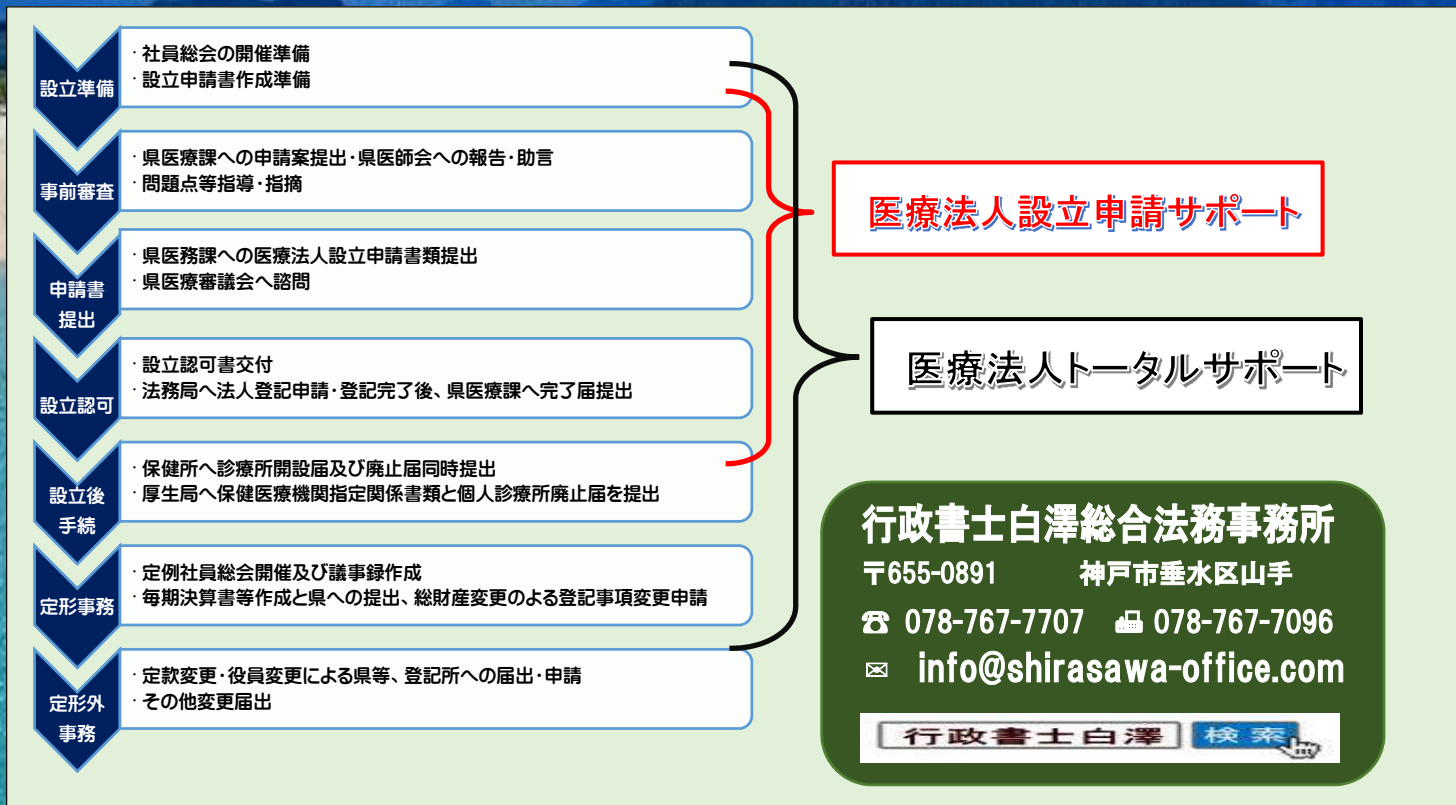 設立準備
・社員総会の開催準備
・設立申請書作成準備
事前審査
・県医療課への申請案提出・県医師会への報告・助言
・問題点等指導・指摘
申請書
提出
・県医務課への医療法人設立申請書類提出
・県医療審議会へ諮問
設立認可
・設立認可書交付
・法務局へ法人登記申請・登記完了後、県医療課へ完了届提出
設立後
手続
・保健所へ診療所開設届及び廃止届同時提出
・厚生局へ保健医療機関指定関係書類と個人診療所廃止届を提出
定形事務
・定例社員総会開催及び議事録作成
・毎期決算書等作成と県への提出、総財産変更のよる登記事項変更申請
定形外
事務
・定款変更・役員変更による県等、登記所への届出・申請
・その他変更届出
医療法人設立申請サポート
医療法人トータルサポート
行政書士白澤総合法務事務所
〒655-0891 神戸市垂水区山手
☎ 078-767-7707 📠 078-767-7096
✉ info@shirasawa-office.com
行政書士白澤 検索